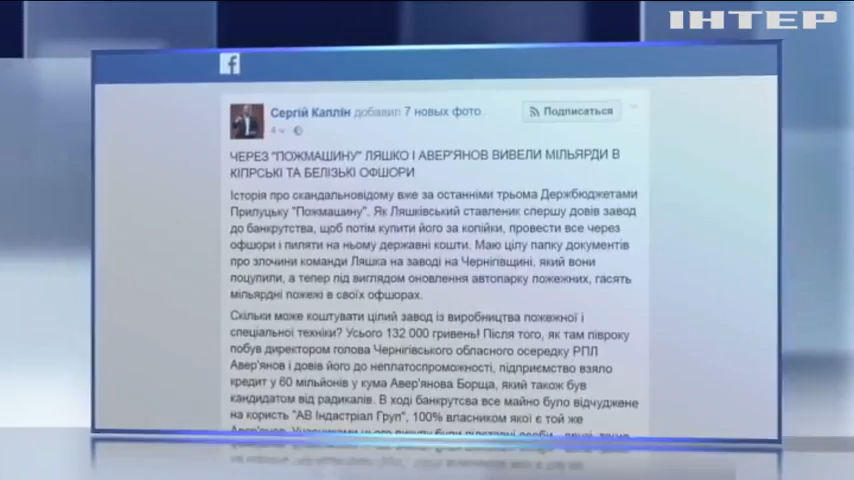 ІНТЕР
f
Сергій Каплін добавил 7 новых фото
Подписаться
4 ч
ЧЕРЕЗ "ПОЖМАШИНУ" ЛЯШКО І АВЕР'ЯНОВ ВИВЕЛИ МІЛЬЯРДИ В
КІПРСЬКІ ТА БЕЛІЗЬКІ ОФШОРИ
Історія про скандальновідому вже за останніми трьома Держбюджетами
Прилуцьку "Пожмашину". Як Ляшківський ставленик спершу довів завод
до банкрутства, щоб потім купити його за копійки, провести все через
офшори і пиляти на ньому державні кошти. Маю цілу папку документів
про злочини команди Ляшка на заводі на Чернігівщині, який вони
поцупили, а тепер під виглядом оновлення автопарку пожежних, гасять
мільярдні пожежі в своїх офшорах.
Скільки може коштувати цілий завод із виробництва пожежної і
спеціальної техніки? Усього 132 000 гривень! Після того, як там півроку
побув директором голова Чернігівського обласного осередку РПЛ
Авер'янов і довів його до неплатоспроможності, підприємство взяло
кредит у 60 мільйонів у кума Авер'янова Борща, який також був
кандидатом від радикалів. В ході банкрутсва все майно було відчуджене
на користь "АВ Індастріал Груп", 100% власником якої є той же